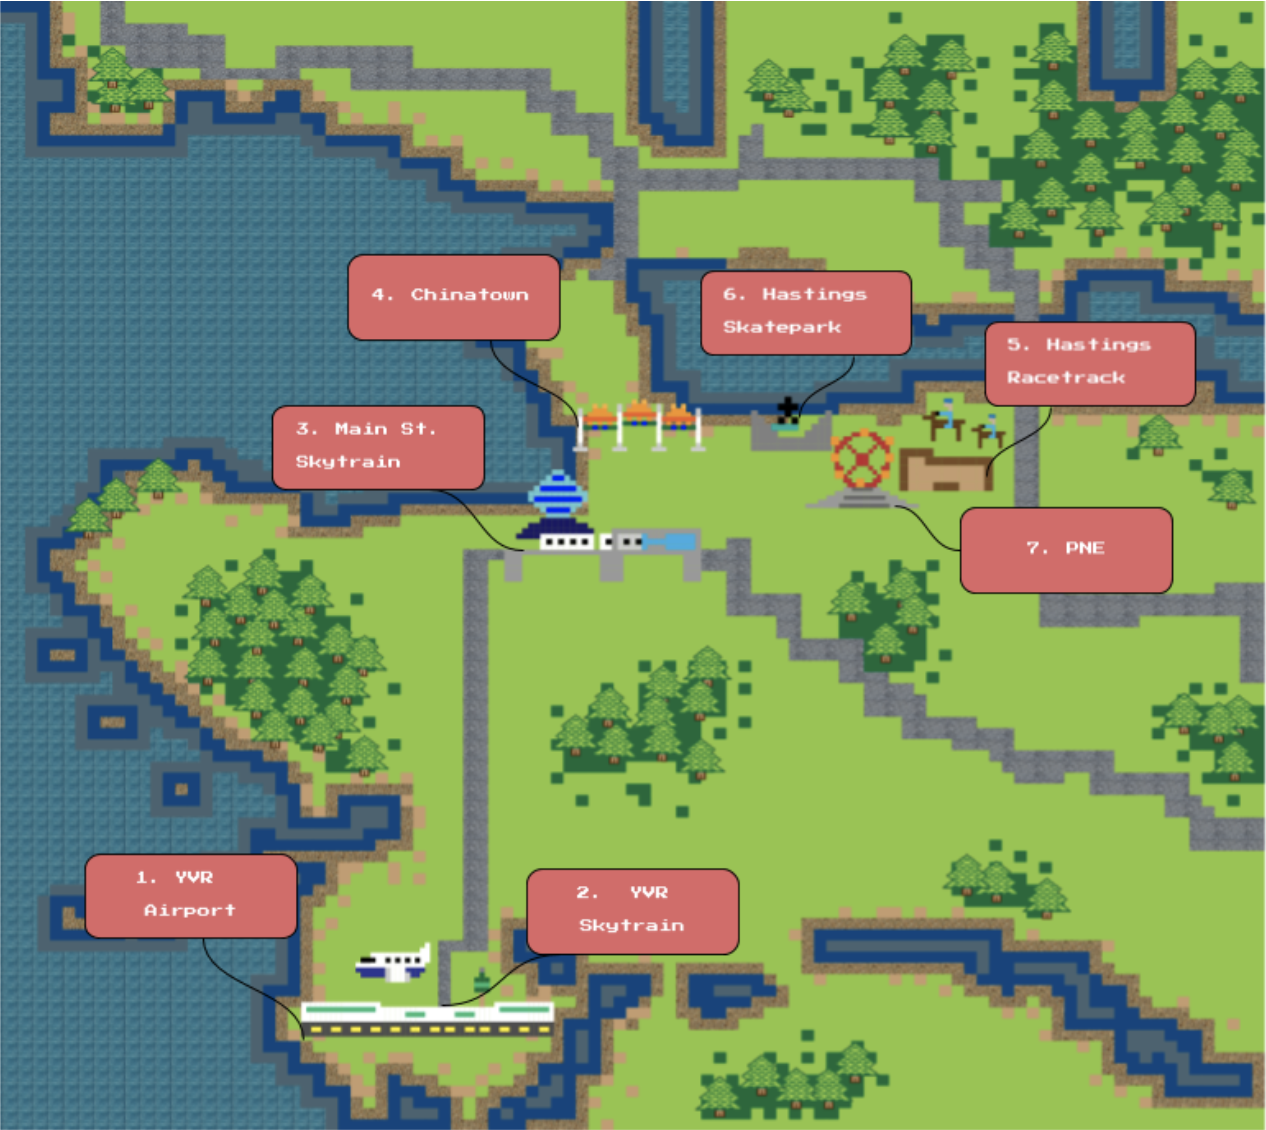 4. Chinatown
6. Hastings
Skatepark
5. Hastings
Racetrack
3. Main St.
Skytrain
7. PNE
1. YVR
Airport
2. YVR
Skytrain